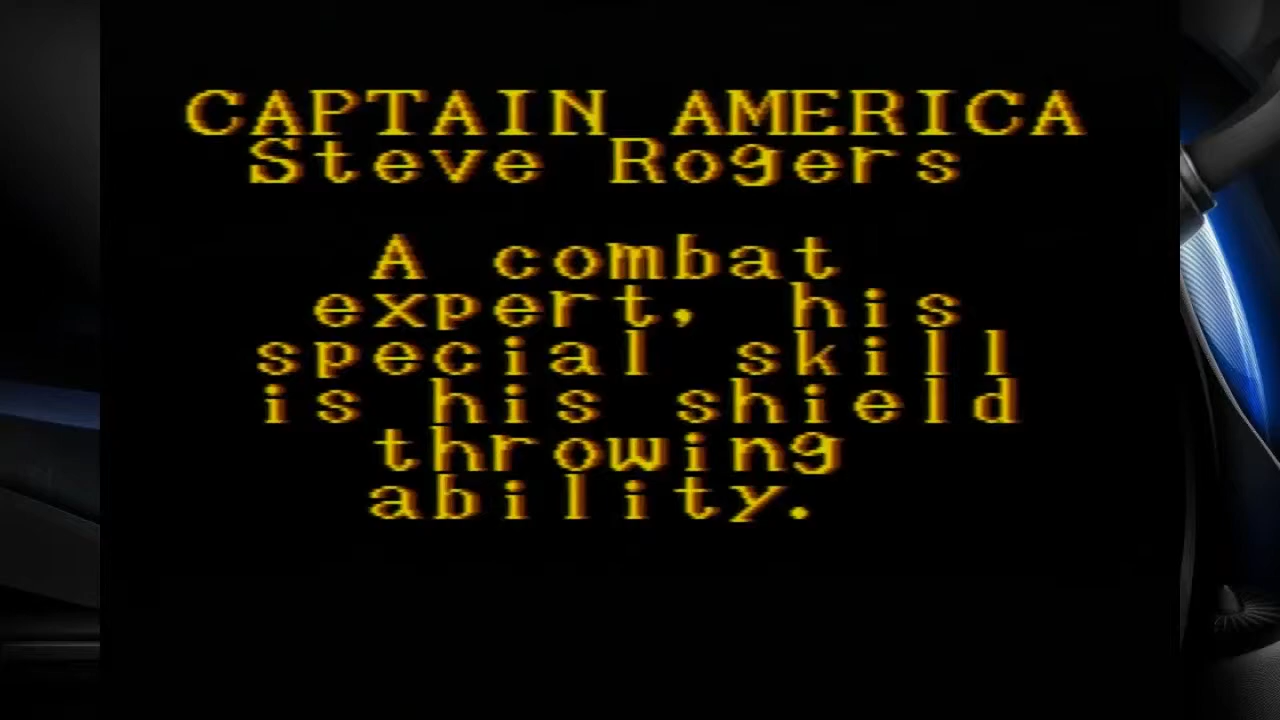 CAPTAIN AMERICA
Steve Rogers
A combat
expert, his
special skill
is his shield
throwing
ability.